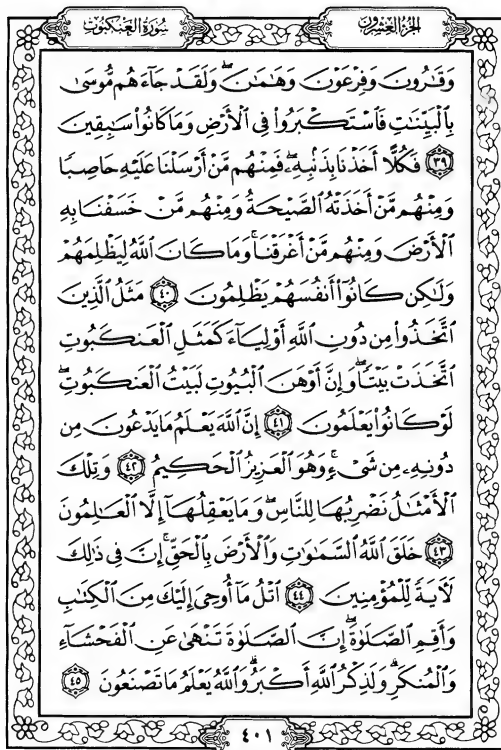 الجزء العشرون
سورة العنكبوت
وَقَٰرُونَ وَفِرْعَوْنَ وَهَٰمَٰنَ ۖ وَلَقَدْ جَآءَهُم مُّوسَىٰ
بِٱلْبَيِّنَٰتِ فَٱسْتَكْبَرُوا۟ فِى ٱلْأَرْضِ وَمَا كَانُوا۟ سَٰبِقِينَ
﴿٣٩﴾ فَكُلًّا أَخَذْنَا بِذَنۢبِهِۦ ۖ فَمِنْهُم مَّنْ أَرْسَلْنَا عَلَيْهِ حَاصِبًا
وَمِنْهُم مَّنْ أَخَذَتْهُ ٱلصَّيْحَةُ وَمِنْهُم مَّنْ خَسَفْنَا بِهِ
ٱلْأَرْضَ وَمِنْهُم مَّنْ أَغْرَقْنَا ۚ وَمَا كَانَ ٱللَّهُ لِيَظْلِمَهُمْ
وَلَٰكِن كَانُوٓا۟ أَنفُسَهُمْ يَظْلِمُونَ ﴿٤٠﴾ مَثَلُ ٱلَّذِينَ
ٱتَّخَذُوا۟ مِن دُونِ ٱللَّهِ أَوْلِيَآءَ كَمَثَلِ ٱلْعَنكَبُوتِ
ٱتَّخَذَتْ بَيْتًا ۖ وَإِنَّ أَوْهَنَ ٱلْبُيُوتِ لَبَيْتُ ٱلْعَنكَبُوتِ ۖ
لَوْ كَانُوا۟ يَعْلَمُونَ ﴿٤١﴾ إِنَّ ٱللَّهَ يَعْلَمُ مَا يَدْعُونَ مِن
دُونِهِۦ مِن شَىْءٍ ۚ وَهُوَ ٱلْعَزِيزُ ٱلْحَكِيمُ ﴿٤٢﴾ وَتِلْكَ
ٱلْأَمْثَٰلُ نَضْرِبُهَا لِلنَّاسِ ۖ وَمَا يَعْقِلُهَآ إِلَّا ٱلْعَٰلِمُونَ
﴿٤٣﴾ خَلَقَ ٱللَّهُ ٱلسَّمَٰوَٰتِ وَٱلْأَرْضَ بِٱلْحَقِّ ۚ إِنَّ فِى ذَٰلِكَ
لَءَايَةً لِّلْمُؤْمِنِينَ ﴿٤٤﴾ ٱتْلُ مَآ أُوحِىَ إِلَيْكَ مِنَ ٱلْكِتَٰبِ
وَأَقِمِ ٱلصَّلَوٰةَ ۖ إِنَّ ٱلصَّلَوٰةَ تَنْهَىٰ عَنِ ٱلْفَحْشَآءِ
وَٱلْمُنكَرِ ۗ وَلَذِكْرُ ٱللَّهِ أَكْبَرُ ۗ وَٱللَّهُ يَعْلَمُ مَا تَصْنَعُونَ ﴿٤٥﴾
٤٠١